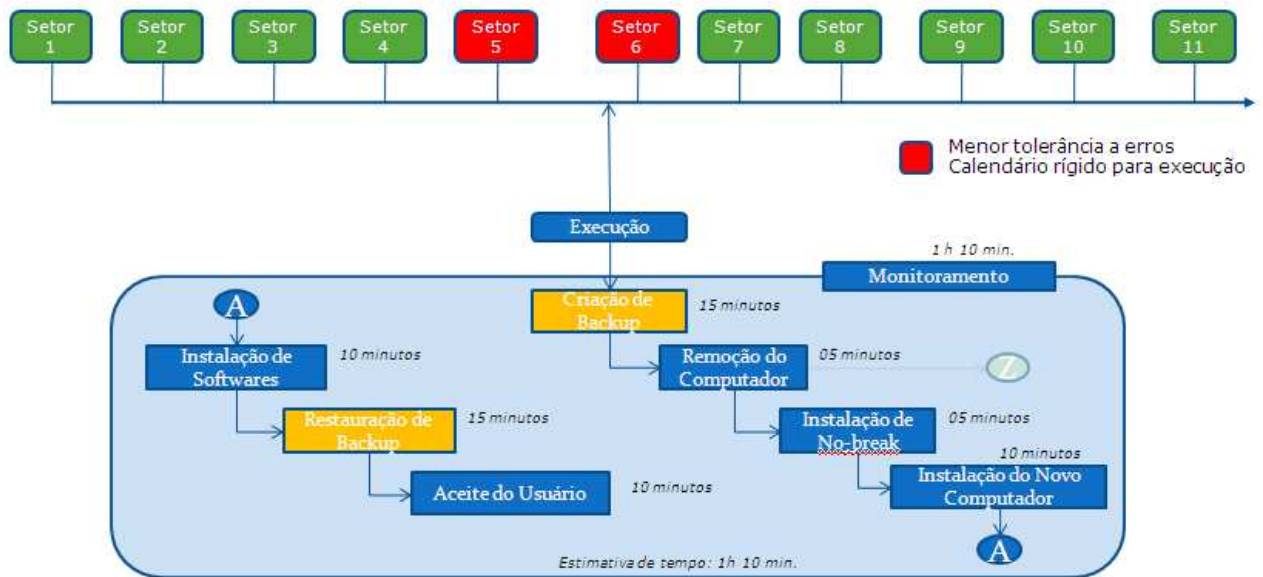 Setor
1
Setor
2
Setor
3
Setor
4
Setor
5
Setor
6
Setor
7
Setor
8
Setor
9
Setor
10
Setor
11
Menor tolerância a erros
Calendário rígido para execução
Execução
1 h 10 min.
Monitoramento
A
Criação de
Backup
15 minutos
Instalação de
Softwares
10 minutos
Remoção do
Computador
05 minutos
Z
Restauração de
Backup
15 minutos
Instalação de
No-break
05 minutos
Aceite do Usuário
10 minutos
10 minutos
Instalação do Novo
Computador
A
Estimativa de tempo: 1h 10 min.